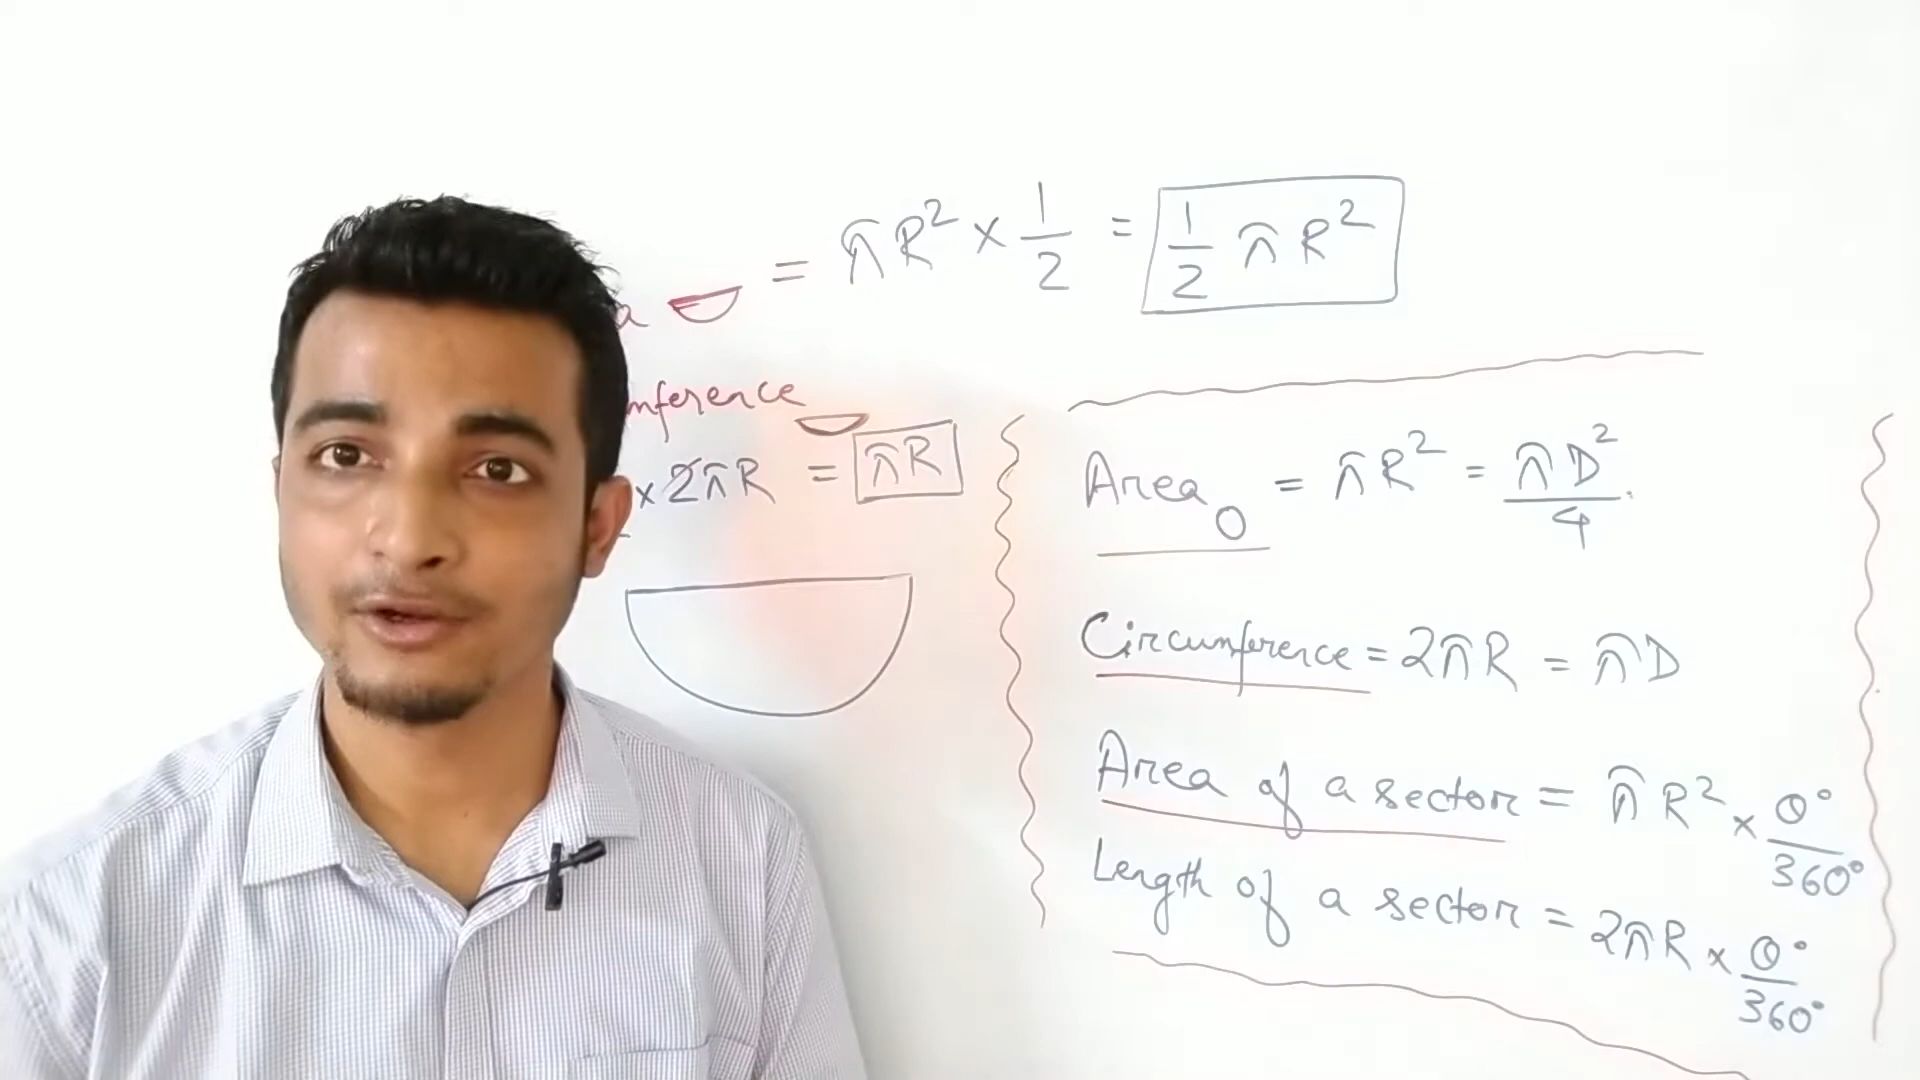 = πR² × 1/2 = 1/2 πR²
× 2πR = πR
Area = πR² = πD²/4
Circumference = 2πR = πD
Area of a sector = πR² × θ°/360°
Length of a sector = 2πR × θ°/360°